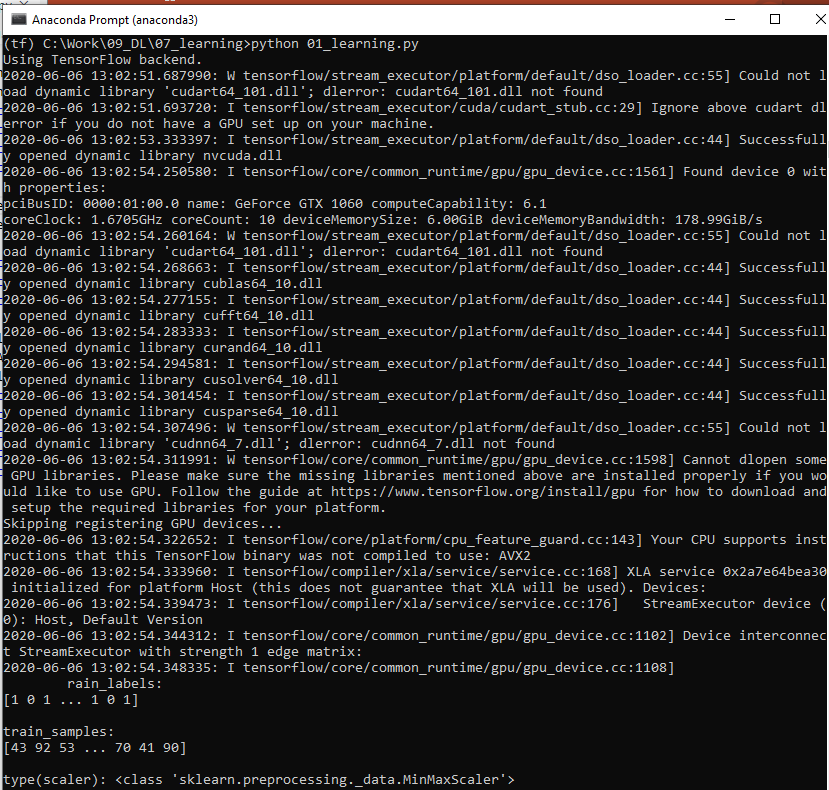 Anaconda Prompt (anaconda3)
(tf) C:\Work\09_DL\07_learning>python 01_learning.py
Using TensorFlow backend.
2020-06-06 13:02:51.687990: W tensorflow/stream_executor/platform/default/dso_loader.cc:55] Could not l
oad dynamic library 'cudart64_101.dll'; dlerror: cudart64_101.dll not found
2020-06-06 13:02:51.693720: I tensorflow/stream_executor/cuda/cudart_stub.cc:29] Ignore above cudart dl
error if you do not have a GPU set up on your machine.
2020-06-06 13:02:53.333397: I tensorflow/stream_executor/platform/default/dso_loader.cc:44] Successfull
y opened dynamic library nvcuda.dll
2020-06-06 13:02:54.250580: I tensorflow/core/common_runtime/gpu/gpu_device.cc:1561] Found device 0 wit
h properties:
pciBusID: 0000:01:00.0 name: GeForce GTX 1060 computeCapability: 6.1
coreClock: 1.6705GHz coreCount: 10 deviceMemorySize: 6.00GiB deviceMemoryBandwidth: 178.99GiB/s
2020-06-06 13:02:54.260164: W tensorflow/stream_executor/platform/default/dso_loader.cc:55] Could not l
oad dynamic library 'cudart64_101.dll'; dlerror: cudart64_101.dll not found
2020-06-06 13:02:54.268663: I tensorflow/stream_executor/platform/default/dso_loader.cc:44] Successfull
y opened dynamic library cublas64_10.dll
2020-06-06 13:02:54.277155: I tensorflow/stream_executor/platform/default/dso_loader.cc:44] Successfull
y opened dynamic library cufft64_10.dll
2020-06-06 13:02:54.283333: I tensorflow/stream_executor/platform/default/dso_loader.cc:44] Successfull
y opened dynamic library curand64_10.dll
2020-06-06 13:02:54.294581: I tensorflow/stream_executor/platform/default/dso_loader.cc:44] Successfull
y opened dynamic library cusolver64_10.dll
2020-06-06 13:02:54.301454: I tensorflow/stream_executor/platform/default/dso_loader.cc:44] Successfull
y opened dynamic library cusparse64_10.dll
2020-06-06 13:02:54.307496: W tensorflow/stream_executor/platform/default/dso_loader.cc:55] Could not l
oad dynamic library 'cudnn64_7.dll'; dlerror: cudnn64_7.dll not found
2020-06-06 13:02:54.311991: W tensorflow/core/common_runtime/gpu/gpu_device.cc:1598] Cannot dlopen some
 GPU libraries. Please make sure the missing libraries mentioned above are installed properly if you wo
uld like to use GPU. Follow the guide at https://www.tensorflow.org/install/gpu for how to download and
 setup the required libraries for your platform.
Skipping registering GPU devices...
2020-06-06 13:02:54.322652: I tensorflow/core/platform/cpu_feature_guard.cc:143] Your CPU supports inst
ructions that this TensorFlow binary was not compiled to use: AVX2
2020-06-06 13:02:54.333960: I tensorflow/compiler/xla/service/service.cc:168] XLA service 0x2a7e64bea30
 initialized for platform Host (this does not guarantee that XLA will be used). Devices:
2020-06-06 13:02:54.339473: I tensorflow/compiler/xla/service/service.cc:176]   StreamExecutor device (
0): Host, Default Version
2020-06-06 13:02:54.344312: I tensorflow/core/common_runtime/gpu/gpu_device.cc:1102] Device interconnec
t StreamExecutor with strength 1 edge matrix:
2020-06-06 13:02:54.348335: I tensorflow/core/common_runtime/gpu/gpu_device.cc:1108]
        rain_labels:
[1 0 1 ... 1 0 1]
train_samples:
[43 92 53 ... 70 41 90]
type(scaler): <class 'sklearn.preprocessing._data.MinMaxScaler'>